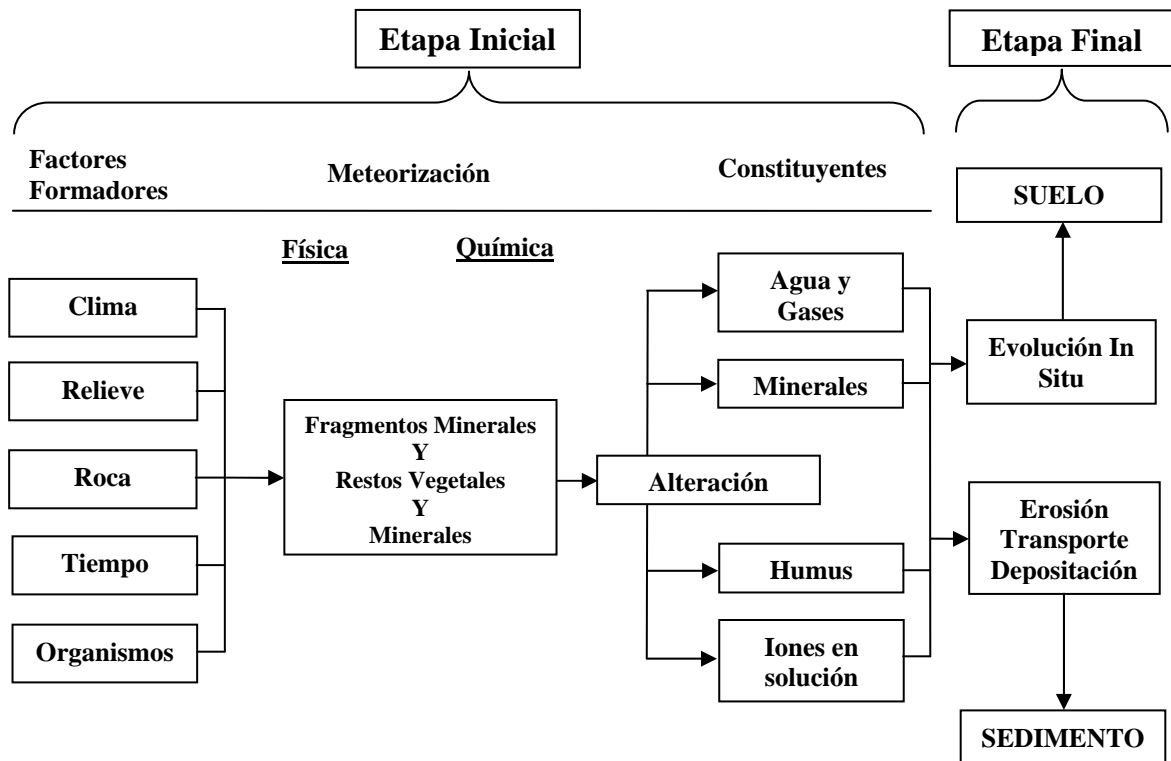 Etapa Inicial
Etapa Final
Factores
Formadores
Meteorización
Constituyentes
Física
Química
Clima
Relieve
Roca
Tiempo
Organismos
Fragmentos Minerales
Y
Restos Vegetales
Y
Minerales
Alteración
Agua y
Gases
Minerales
Humus
Iones en
solución
SUELO
Evolución In
Situ
Erosión
Transporte
Depositación
SEDIMENTO